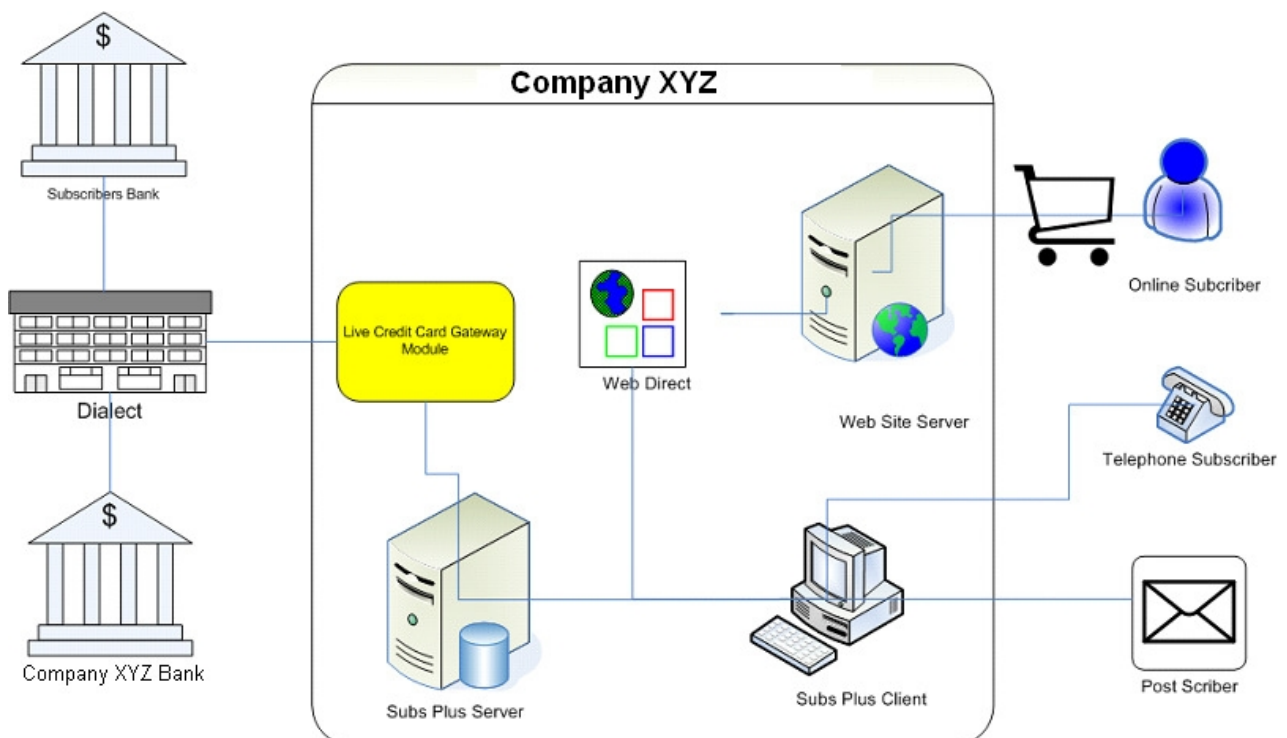 $
Subscribers Bank
Company XYZ
Online Subcriber
Live Credit Card Gateway
Module
Web Direct
Dialect
Web Site Server
Telephone Subscriber
$
Company XYZ Bank
Subs Plus Server
Subs Plus Client
Post Scriber